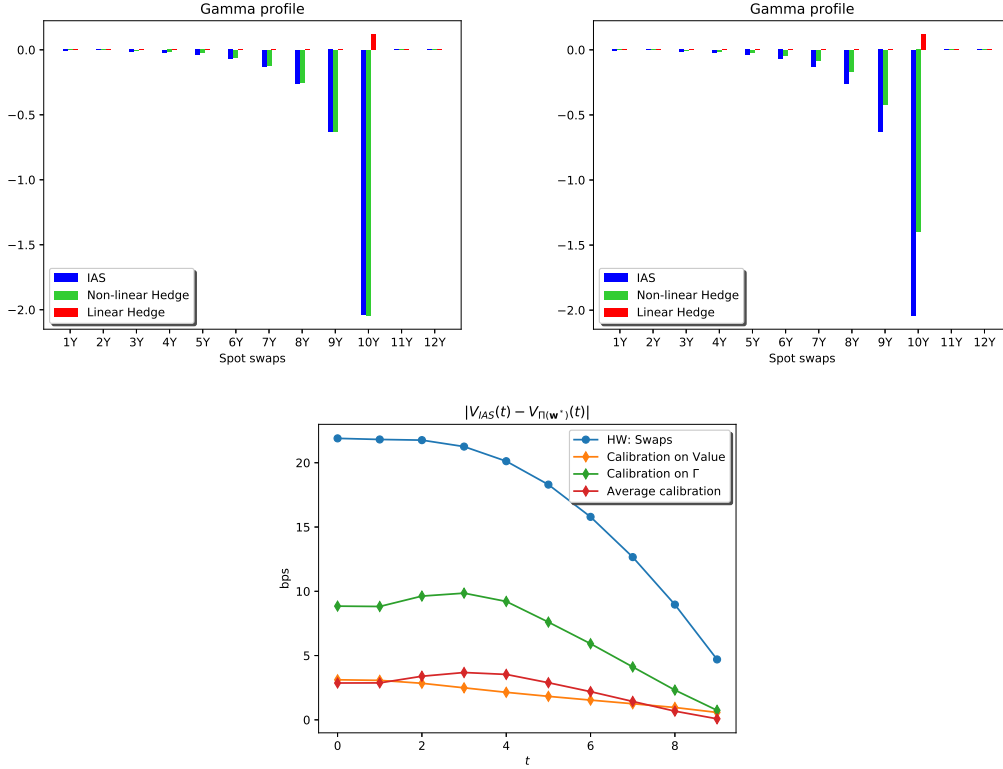 Gamma profile
0.0
−0.5
−1.0
−1.5
−2.0
IAS
Non-linear Hedge
Linear Hedge
1Y 2Y 3Y 4Y 5Y 6Y 7Y 8Y 9Y 10Y 11Y 12Y
Spot swaps
Gamma profile
0.0
−0.5
−1.0
−1.5
−2.0
IAS
Non-linear Hedge
Linear Hedge
1Y 2Y 3Y 4Y 5Y 6Y 7Y 8Y 9Y 10Y 11Y 12Y
Spot swaps
|V_{IAS}(t) − V_{Π(w*)}(t)|
HW: Swaps
Calibration on Value
Calibration on Γ
Average calibration
20
15
10
5
0
bps
0 2 4 6 8
t